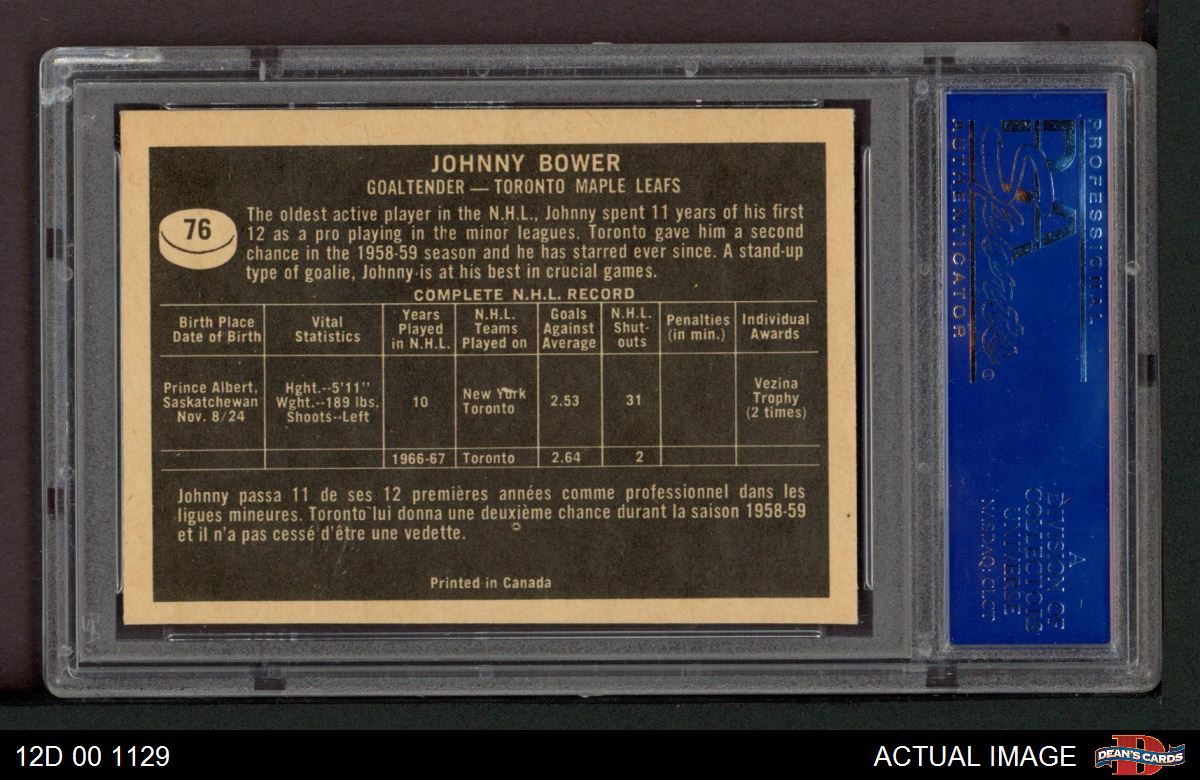 JOHNNY BOWER
GOALTENDER — TORONTO MAPLE LEAFS
76
The oldest active player in the N.H.L., Johnny spent 11 years of his first
12 as a pro playing in the minor leagues. Toronto gave him a second
chance in the 1958-59 season and he has starred ever since. A stand-up
type of goalie, Johnny is at his best in crucial games.
COMPLETE N.H.L. RECORD
Birth Place
Date of Birth
Vital
Statistics
Years
Played
in N.H.L.
N.H.L.
Teams
Played on
Goals
Against
Average
N.H.L.
Shut-
outs
Penalties
(in min.)
Individual
Awards
Prince Albert,
Saskatchewan
Nov. 8/24
Hght.--5'11''
Wght.--189 lbs.
Shoots--Left
10
New York
Toronto
2.53
31
Vezina
Trophy
(2 times)
1966-67 Toronto 2.64 2
Johnny passa 11 de ses 12 premières années comme professionnel dans les
ligues mineures. Toronto lui donna une deuxième chance durant la saison 1958-59
et il n'a pas cessé d'être une vedette.
Printed in Canada
PROFESSIONAL
PSA
Sports
AUTHENTICATOR
A
DIVISION OF
COLLECTORS
UNIVERSE
NASDAQ: CLCT
12D 00 1129
ACTUAL IMAGE
DEAN'S CARDS